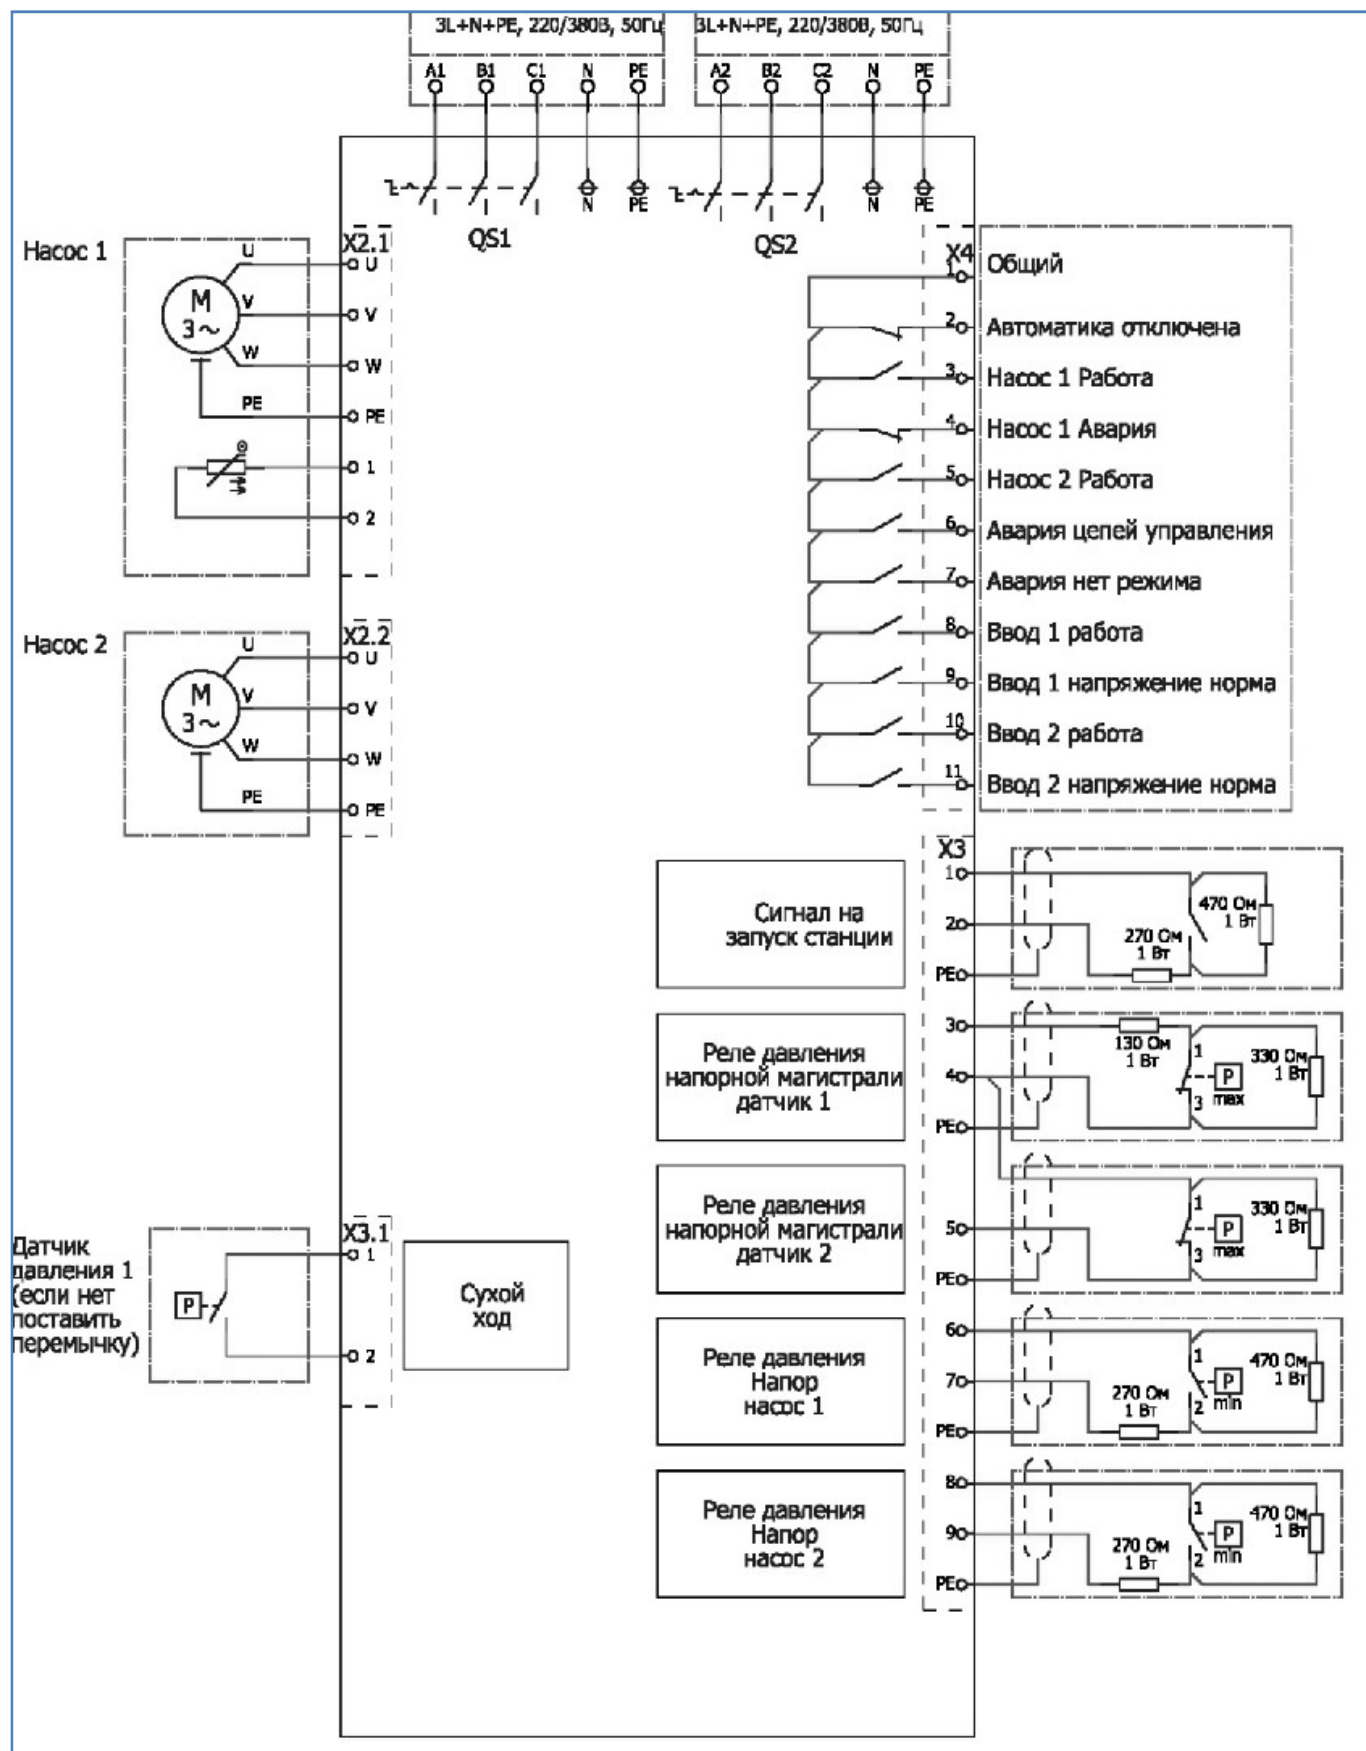 3L+N+PE, 220/380В, 50Гц
3L+N+PE, 220/380В, 50Гц
A1 B1 C1 N PE
A2 B2 C2 N PE
N PE
N PE
QS1
QS2
Насос 1
M
3~
U
V
W
PE
X2.1
U
V
W
PE
1
2
Насос 2
M
3~
U
V
W
PE
X2.2
U
V
W
PE
X4
1 Общий
2 Автоматика отключена
3 Насос 1 Работа
4 Насос 1 Авария
5 Насос 2 Работа
6 Авария цепей управления
7 Авария нет режима
8 Ввод 1 работа
9 Ввод 1 напряжение норма
10 Ввод 2 работа
11 Ввод 2 напряжение норма
Датчик
давления 1
(если нет
поставить
перемычку)
P
X3.1
1
2
Сухой
ход
X3
Сигнал на
запуск станции
1
2
PE
270 Ом
1 Вт
470 Ом
1 Вт
Реле давления
напорной магистрали
датчик 1
3
4
PE
130 Ом
1 Вт
1
3
P
max
330 Ом
1 Вт
Реле давления
напорной магистрали
датчик 2
5
PE
1
3
P
max
330 Ом
1 Вт
Реле давления
Напор
насос 1
6
7
PE
270 Ом
1 Вт
1
2
P
min
470 Ом
1 Вт
Реле давления
Напор
насос 2
8
9
PE
270 Ом
1 Вт
1
2
P
min
470 Ом
1 Вт